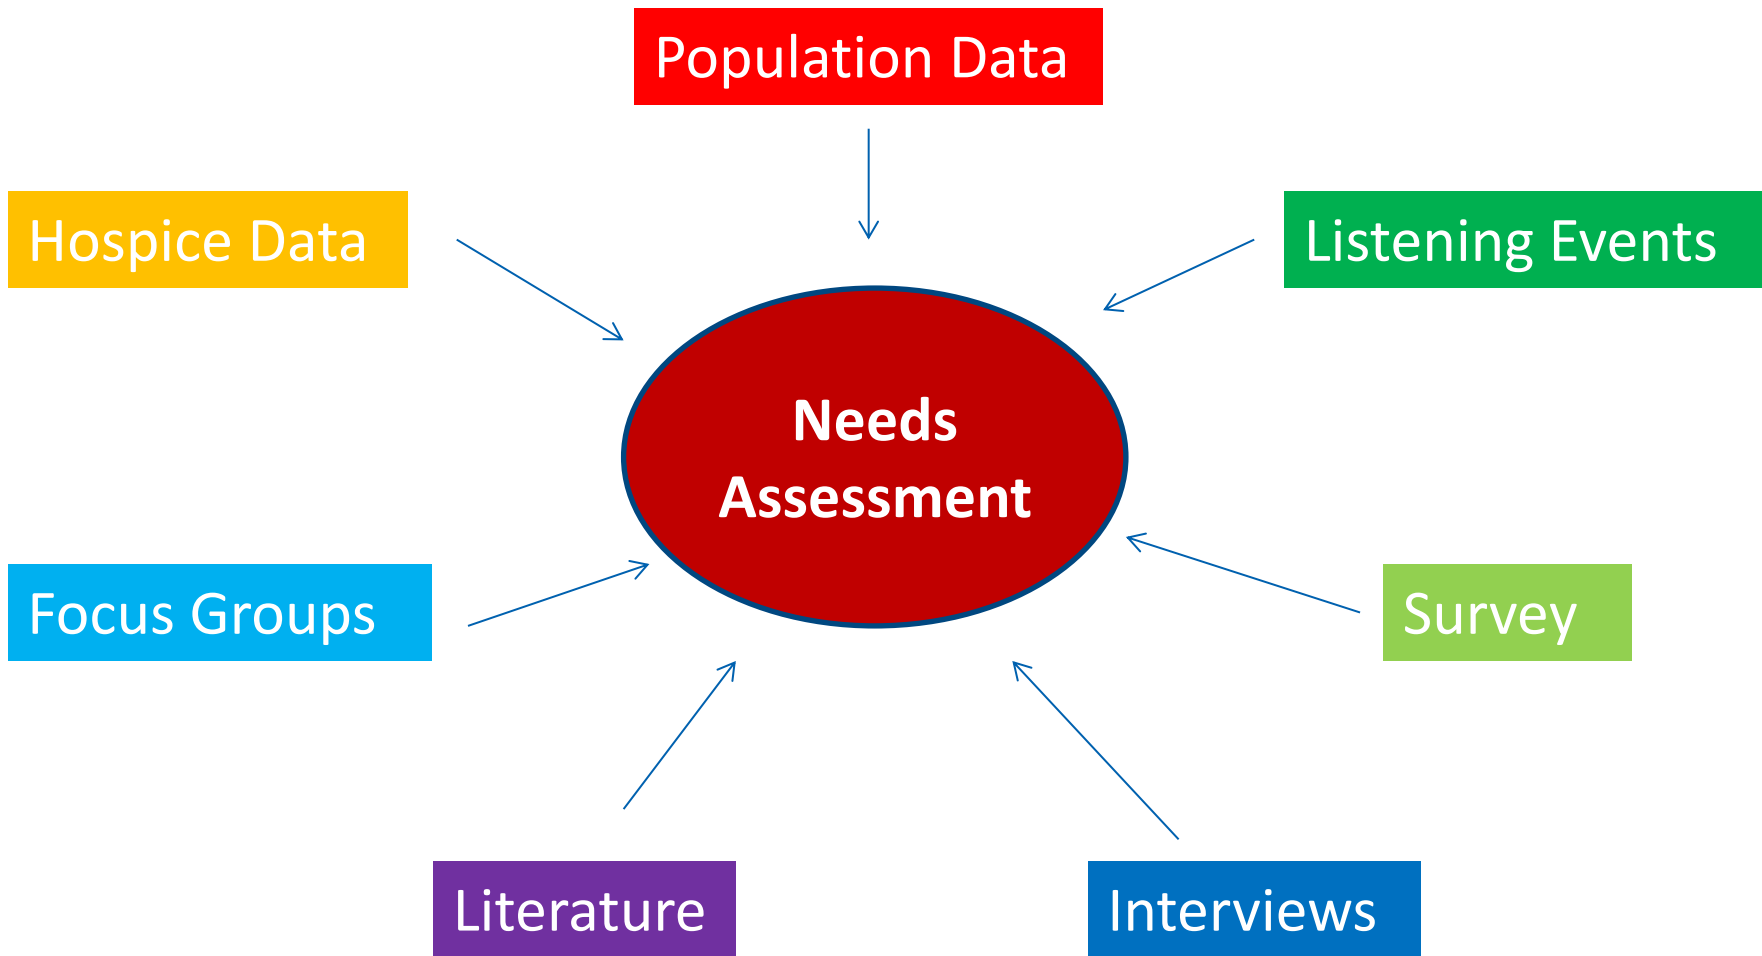 Population Data
Hospice Data
Listening Events
Needs
Assessment
Focus Groups
Survey
Literature
Interviews